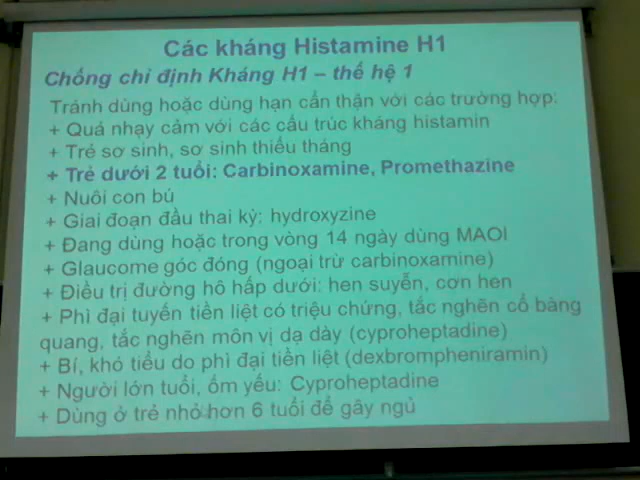 Các kháng Histamine H1
Chống chỉ định Kháng H1 – thế hệ 1
Tránh dùng hoặc dùng hạn cẩn thận với các trường hợp:
+ Quá nhạy cảm với các cấu trúc kháng histamin
+ Trẻ sơ sinh, sơ sinh thiếu tháng
+ Trẻ dưới 2 tuổi: Carbinoxamine, Promethazine
+ Nuôi con bú
+ Giai đoạn đầu thai kỳ: hydroxyzine
+ Đang dùng hoặc trong vòng 14 ngày dùng MAOI
+ Glaucome góc đóng (ngoại trừ carbinoxamine)
+ Điều trị đường hô hấp dưới: hen suyễn, cơn hen
+ Phì đại tuyến tiền liệt có triệu chứng, tắc nghẽn cổ bàng
quang, tắc nghẽn môn vị dạ dày (cyproheptadine)
+ Bí, khó tiểu do phì đại tiền liệt (dexbrompheniramin)
+ Người lớn tuổi, ốm yếu: Cyproheptadine
+ Dùng ở trẻ nhỏ hơn 6 tuổi để gây ngủ